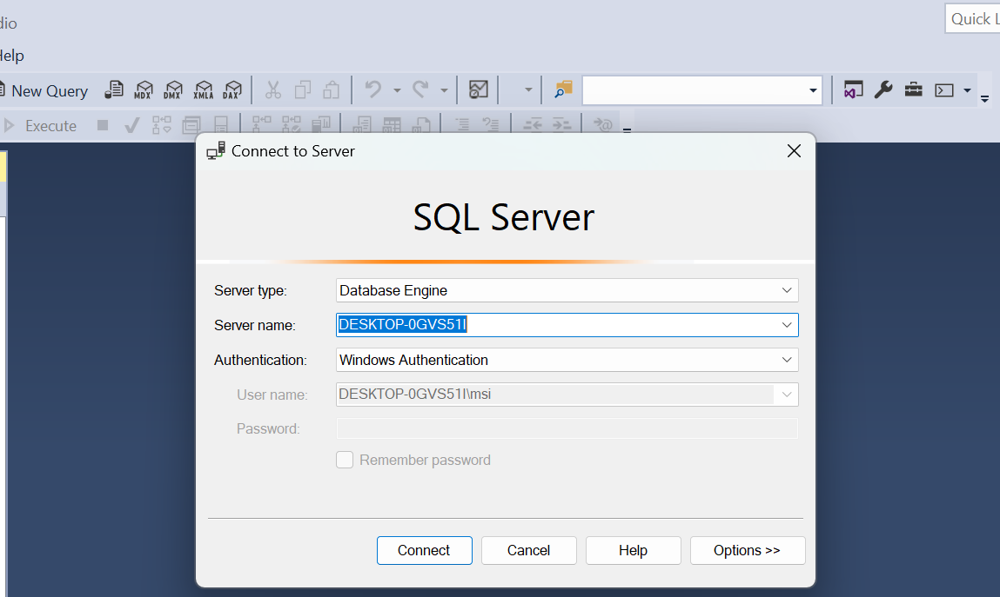 dio
Quick L
Help
New Query MDX DMX XMLA DAX
Execute
Connect to Server
SQL Server
Server type: Database Engine
Server name: DESKTOP-0GVS51I
Authentication: Windows Authentication
User name: DESKTOP-0GVS51I\msi
Password:
Remember password
Connect Cancel Help Options >>